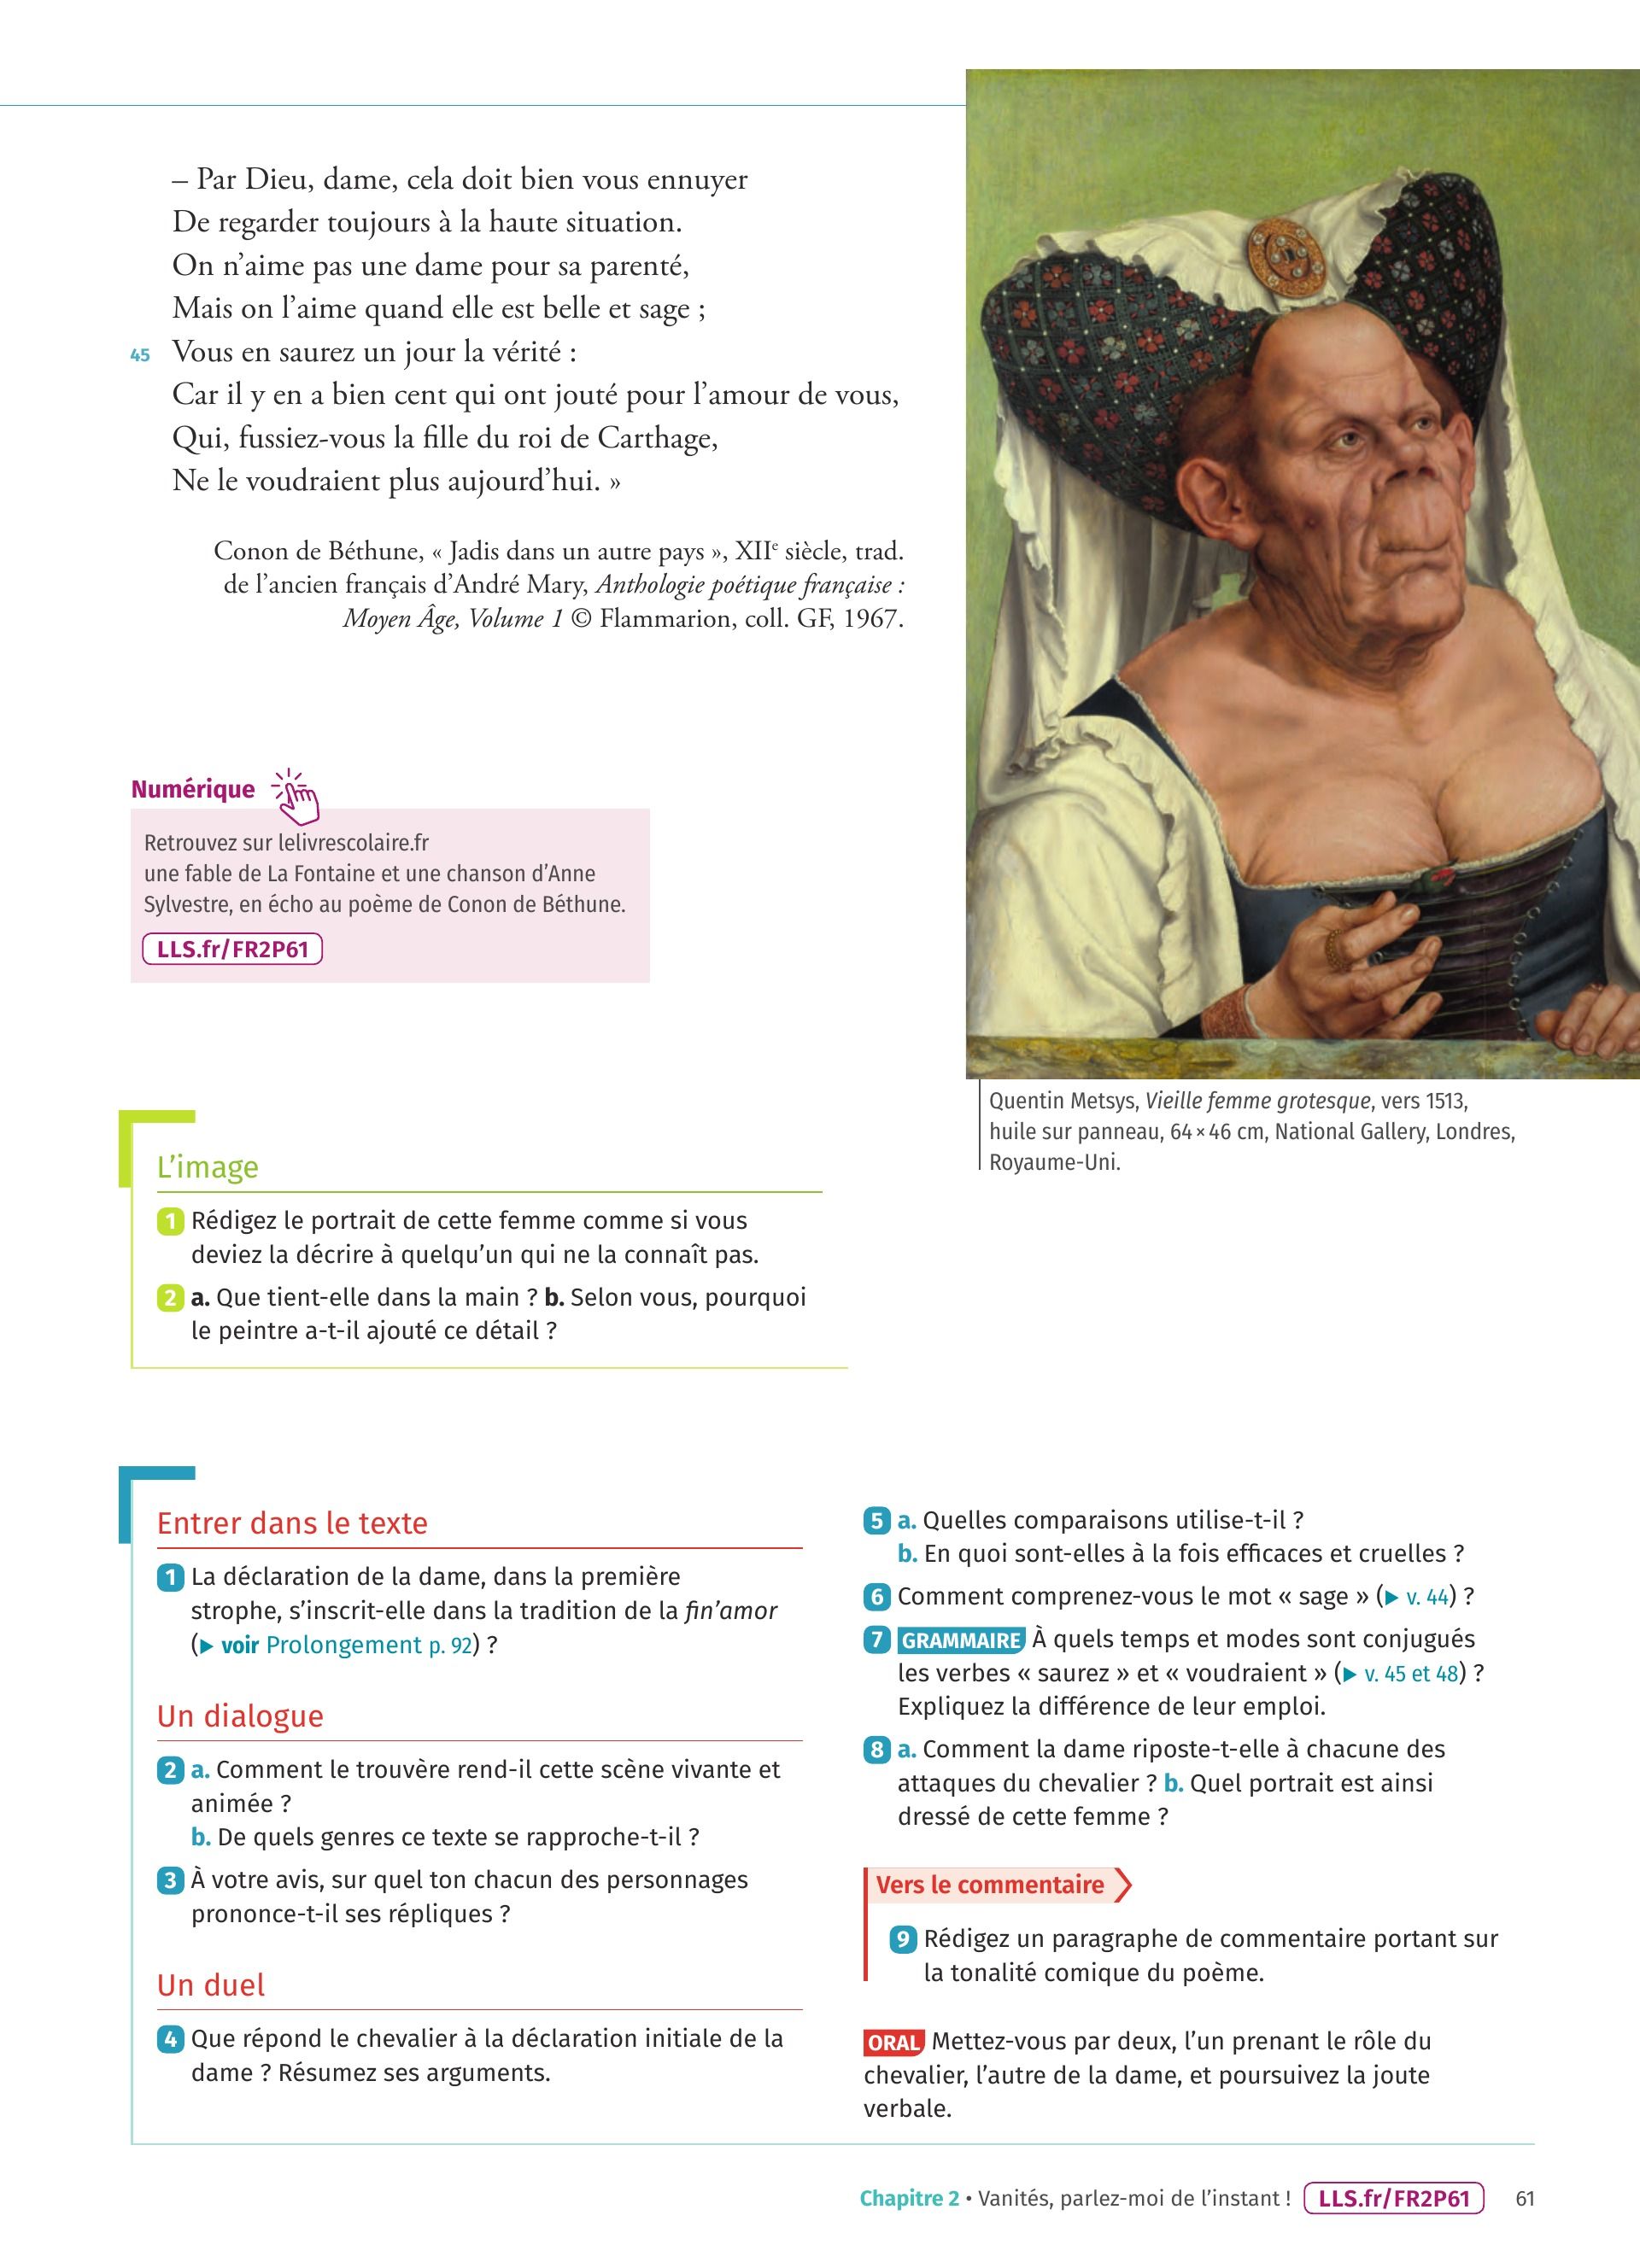 – Par Dieu, dame, cela doit bien vous ennuyer
De regarder toujours à la haute situation.
On n’aime pas une dame pour sa parenté,
Mais on l’aime quand elle est belle et sage ;
45 Vous en saurez un jour la vérité :
Car il y en a bien cent qui ont jouté pour l’amour de vous,
Qui, fussiez-vous la fille du roi de Carthage,
Ne le voudraient plus aujourd’hui. »
Conon de Béthune, « Jadis dans un autre pays », XIIe siècle, trad.
de l’ancien français d’André Mary, Anthologie poétique française :
Moyen Âge, Volume 1 © Flammarion, coll. GF, 1967.
Numérique
Retrouvez sur lelivrescolaire.fr
une fable de La Fontaine et une chanson d’Anne
Sylvestre, en écho au poème de Conon de Béthune.
LLS.fr/FR2P61
Quentin Metsys, Vieille femme grotesque, vers 1513,
huile sur panneau, 64 × 46 cm, National Gallery, Londres,
Royaume-Uni.
L’image
1 Rédigez le portrait de cette femme comme si vous
deviez la décrire à quelqu’un qui ne la connaît pas.
2 a. Que tient-elle dans la main ? b. Selon vous, pourquoi
le peintre a-t-il ajouté ce détail ?
Entrer dans le texte
1 La déclaration de la dame, dans la première
strophe, s’inscrit-elle dans la tradition de la fin’amor
(▶ voir Prolongement p. 92) ?
Un dialogue
2 a. Comment le trouvère rend-il cette scène vivante et
animée ?
b. De quels genres ce texte se rapproche-t-il ?
3 À votre avis, sur quel ton chacun des personnages
prononce-t-il ses répliques ?
Un duel
4 Que répond le chevalier à la déclaration initiale de la
dame ? Résumez ses arguments.
5 a. Quelles comparaisons utilise-t-il ?
b. En quoi sont-elles à la fois efficaces et cruelles ?
6 Comment comprenez-vous le mot « sage » (▶ v. 44) ?
7 GRAMMAIRE À quels temps et modes sont conjugués
les verbes « saurez » et « voudraient » (▶ v. 45 et 48) ?
Expliquez la différence de leur emploi.
8 a. Comment la dame riposte-t-elle à chacune des
attaques du chevalier ? b. Quel portrait est ainsi
dressé de cette femme ?
Vers le commentaire
9 Rédigez un paragraphe de commentaire portant sur
la tonalité comique du poème.
ORAL Mettez-vous par deux, l’un prenant le rôle du
chevalier, l’autre de la dame, et poursuivez la joute
verbale.
Chapitre 2 • Vanités, parlez-moi de l’instant ! LLS.fr/FR2P61 61